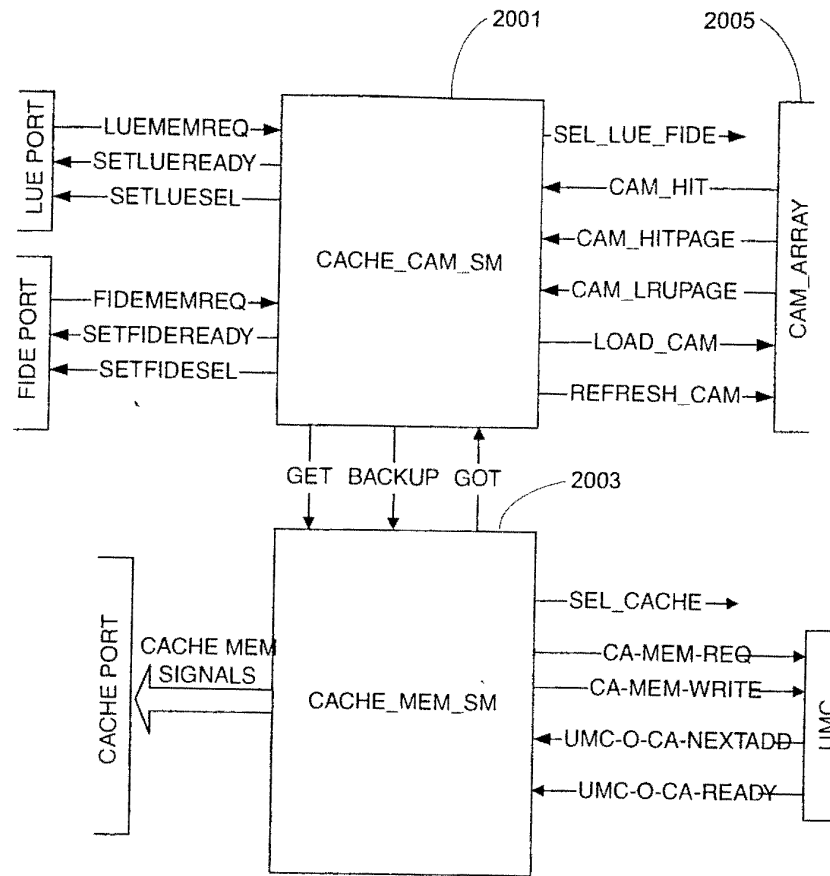 2001
2005
LUE PORT
LUEMEMREQ
SETLUEREADY
SETLUESEL
FIDE PORT
FIDEMEMREQ
SETFIDEREADY
SETFIDESEL
CACHE_CAM_SM
SEL_LUE_FIDE
CAM_HIT
CAM_HITPAGE
CAM_LRUPAGE
LOAD_CAM
REFRESH_CAM
CAM_ARRAY
GET
BACKUP
GOT
2003
CACHE PORT
CACHE MEM
SIGNALS
CACHE_MEM_SM
SEL_CACHE
CA-MEM-REQ
CA-MEM-WRITE
UMC-O-CA-NEXTADD
UMC-O-CA-READY
UMC